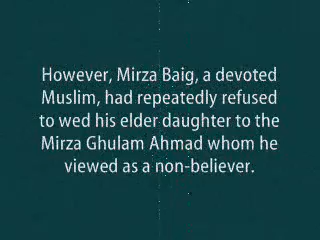 However, Mirza Baig, a devoted
Muslim, had repeatedly refused
to wed his elder daughter to the
Mirza Ghulam Ahmad whom he
viewed as a non-believer.